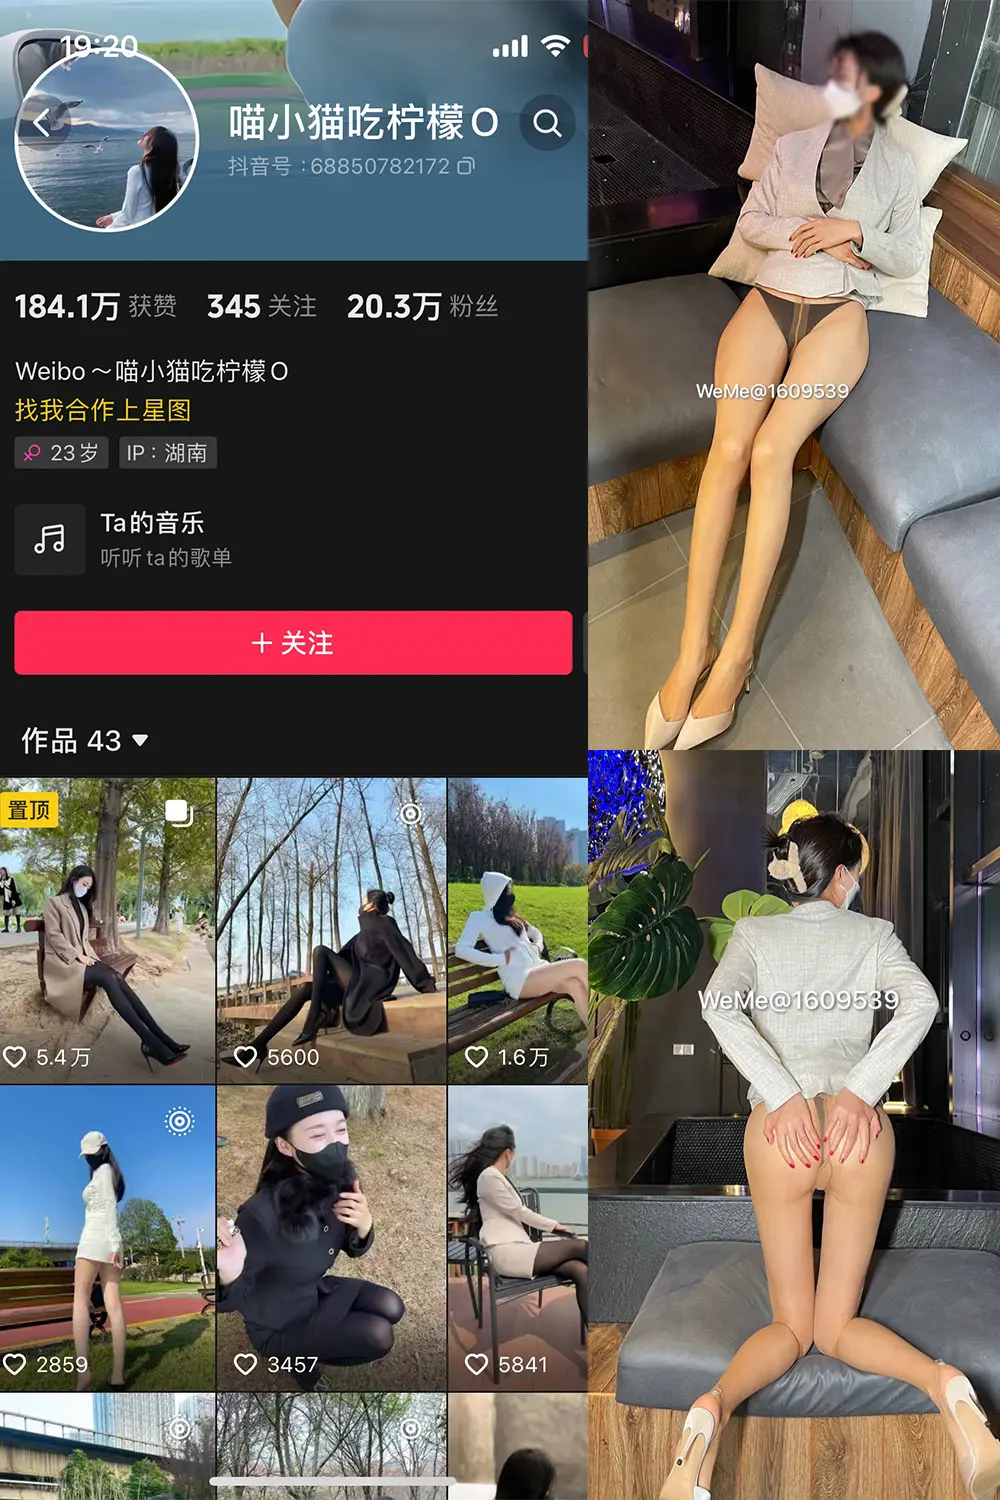 19:20
喵小猫吃柠檬O
抖音号：68850782172
184.1万 获赞 345 关注 20.3万 粉丝
Weibo～喵小猫吃柠檬O
找我合作上星图
23岁 IP：湖南
Ta的音乐
听听ta的歌单
+ 关注
作品 43
置顶
5.4万
5600
1.6万
2859
3457
5841
WeMe@1609539
WeMe@1609539